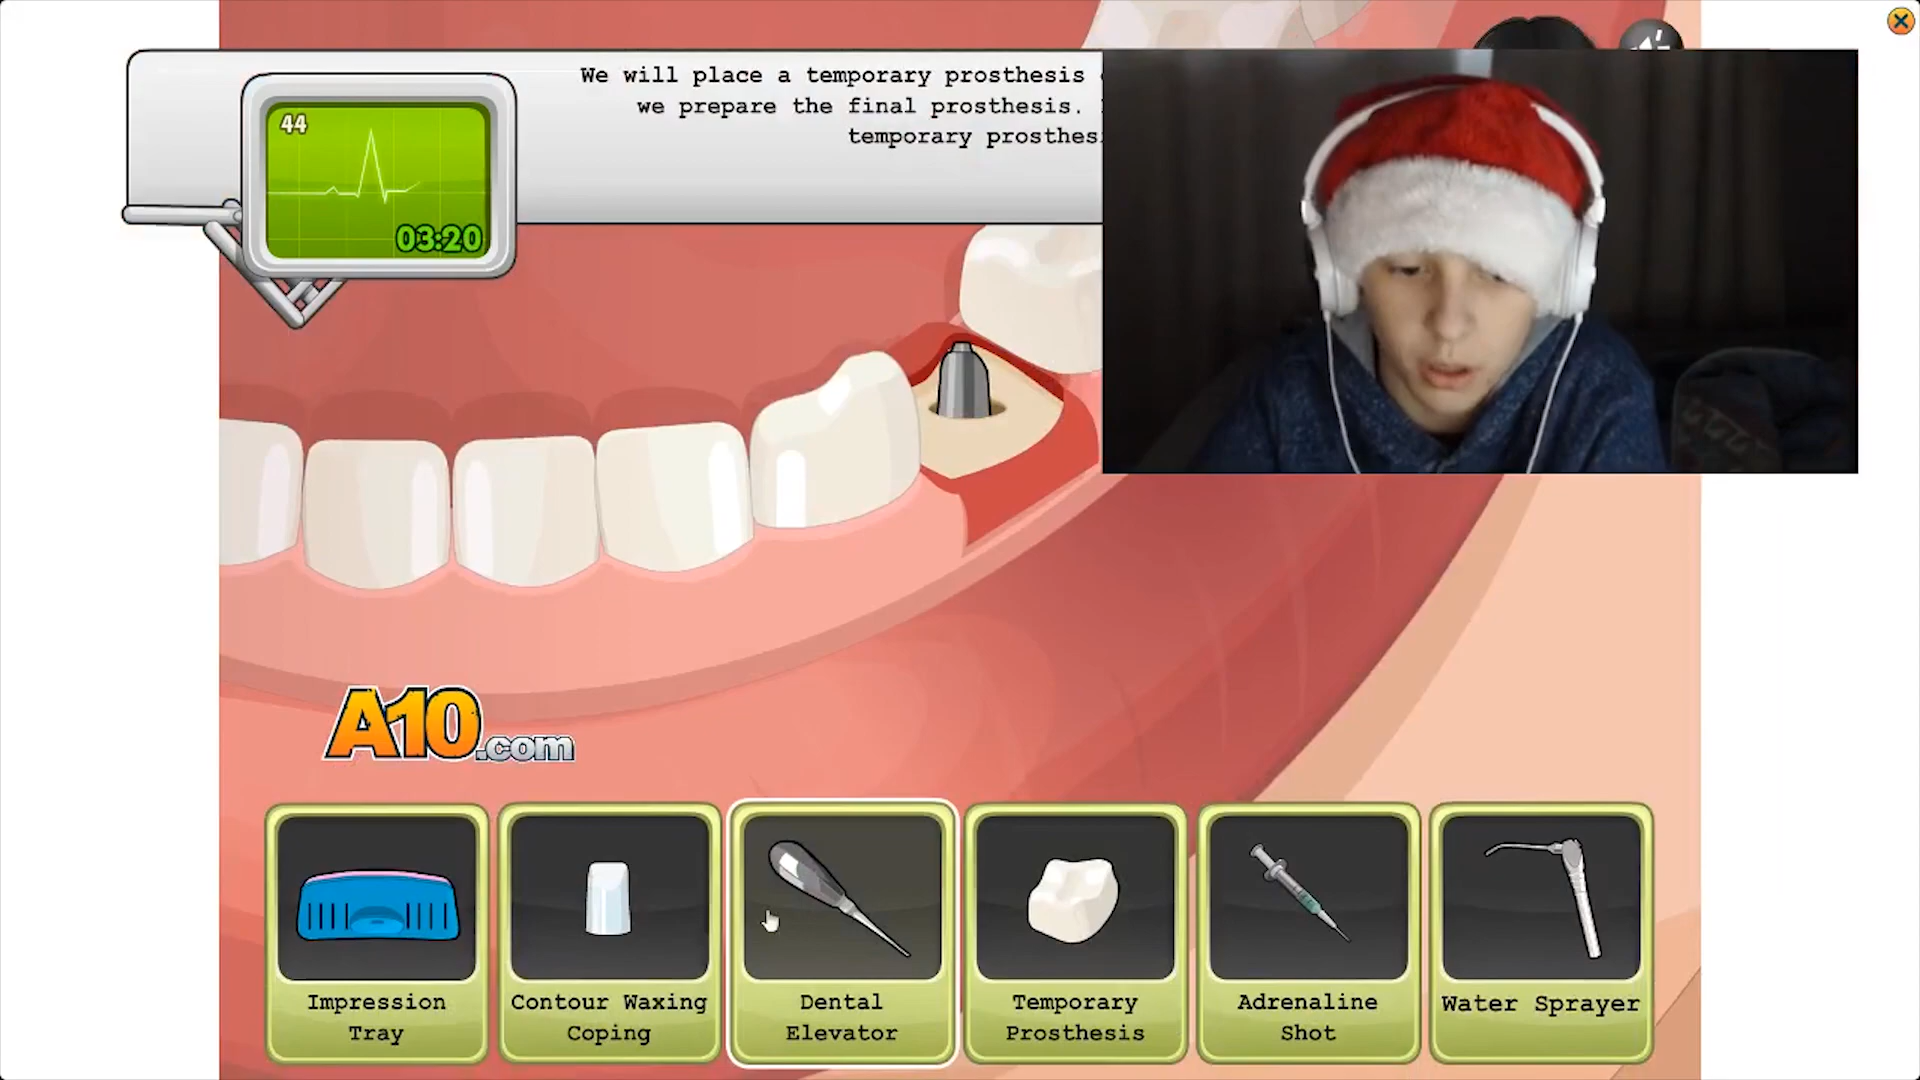 We will place a temporary prosthesis
we prepare the final prosthesis.
temporary
44
03:20
A10.com
Impression
Tray
Contour Waxing
Coping
Dental
Elevator
Temporary
Prosthesis
Adrenaline
Shot
Water Sprayer